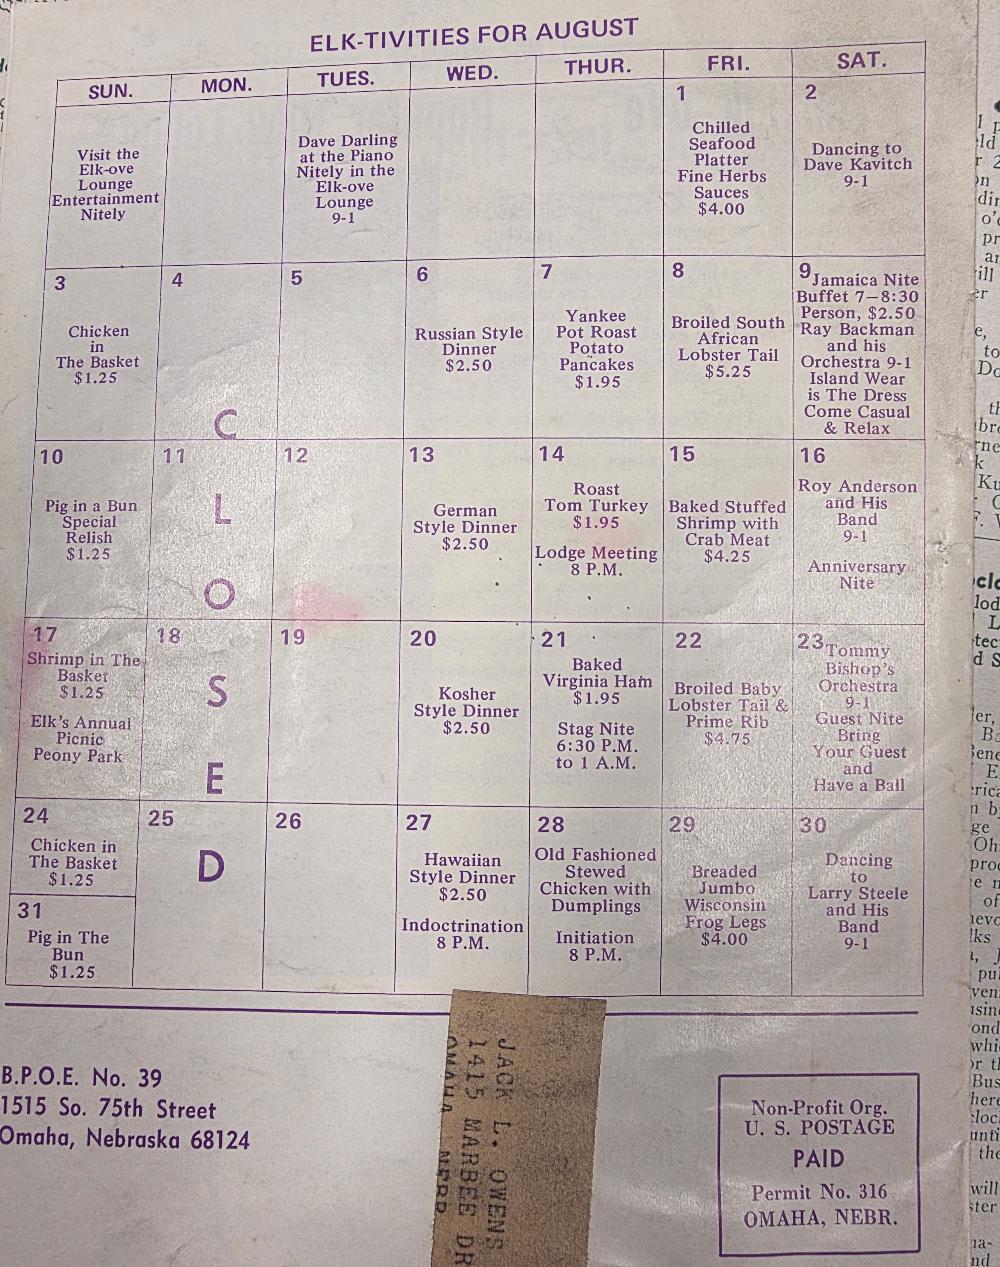 ELK-TIVITIES FOR AUGUST
SUN.
MON.
TUES.
WED.
THUR.
FRI.
SAT.
Visit the
Elk-ove
Lounge
Entertainment
Nitely
Dave Darling
at the Piano
Nitely in the
Elk-ove
Lounge
9-1
1
Chilled
Seafood
Platter
Fine Herbs
Sauces
$4.00
2
Dancing to
Dave Kavitch
9-1
3
Chicken
in
The Basket
$1.25
4
5
6
Russian Style
Dinner
$2.50
7
Yankee
Pot Roast
Potato
Pancakes
$1.95
8
Broiled South
African
Lobster Tail
$5.25
9
Jamaica Nite
Buffet 7-8:30
Person, $2.50
Ray Backman
and his
Orchestra 9-1
Island Wear
is The Dress
Come Casual
& Relax
10
Pig in a Bun
Special
Relish
$1.25
11
12
13
German
Style Dinner
$2.50
14
Roast
Tom Turkey
$1.95
Lodge Meeting
8 P.M.
15
Baked Stuffed
Shrimp with
Crab Meat
$4.25
16
Roy Anderson
and His
Band
9-1
Anniversary
Nite
17
Shrimp in The
Basket
$1.25
Elk's Annual
Picnic
Peony Park
18
19
20
Kosher
Style Dinner
$2.50
21
Baked
Virginia Ham
$1.95
Stag Nite
6:30 P.M.
to 1 A.M.
22
Broiled Baby
Lobster Tail &
Prime Rib
$4.75
23
Tommy
Bishop's
Orchestra
9-1
Guest Nite
Bring
Your Guest
and
Have a Ball
24
Chicken in
The Basket
$1.25
31
Pig in The
Bun
$1.25
25
26
27
Hawaiian
Style Dinner
$2.50
Indoctrination
8 P.M.
28
Old Fashioned
Stewed
Chicken with
Dumplings
Initiation
8 P.M.
29
Breaded
Jumbo
Wisconsin
Frog Legs
$4.00
30
Dancing
to
Larry Steele
and His
Band
9-1
C
L
O
S
E
D
B.P.O.E. No. 39
1515 So. 75th Street
Omaha, Nebraska 68124
JACK L. OWENS
1415 MARBEE DR
OMAHA NEBR
Non-Profit Org.
U. S. POSTAGE
PAID
Permit No. 316
OMAHA, NEBR.